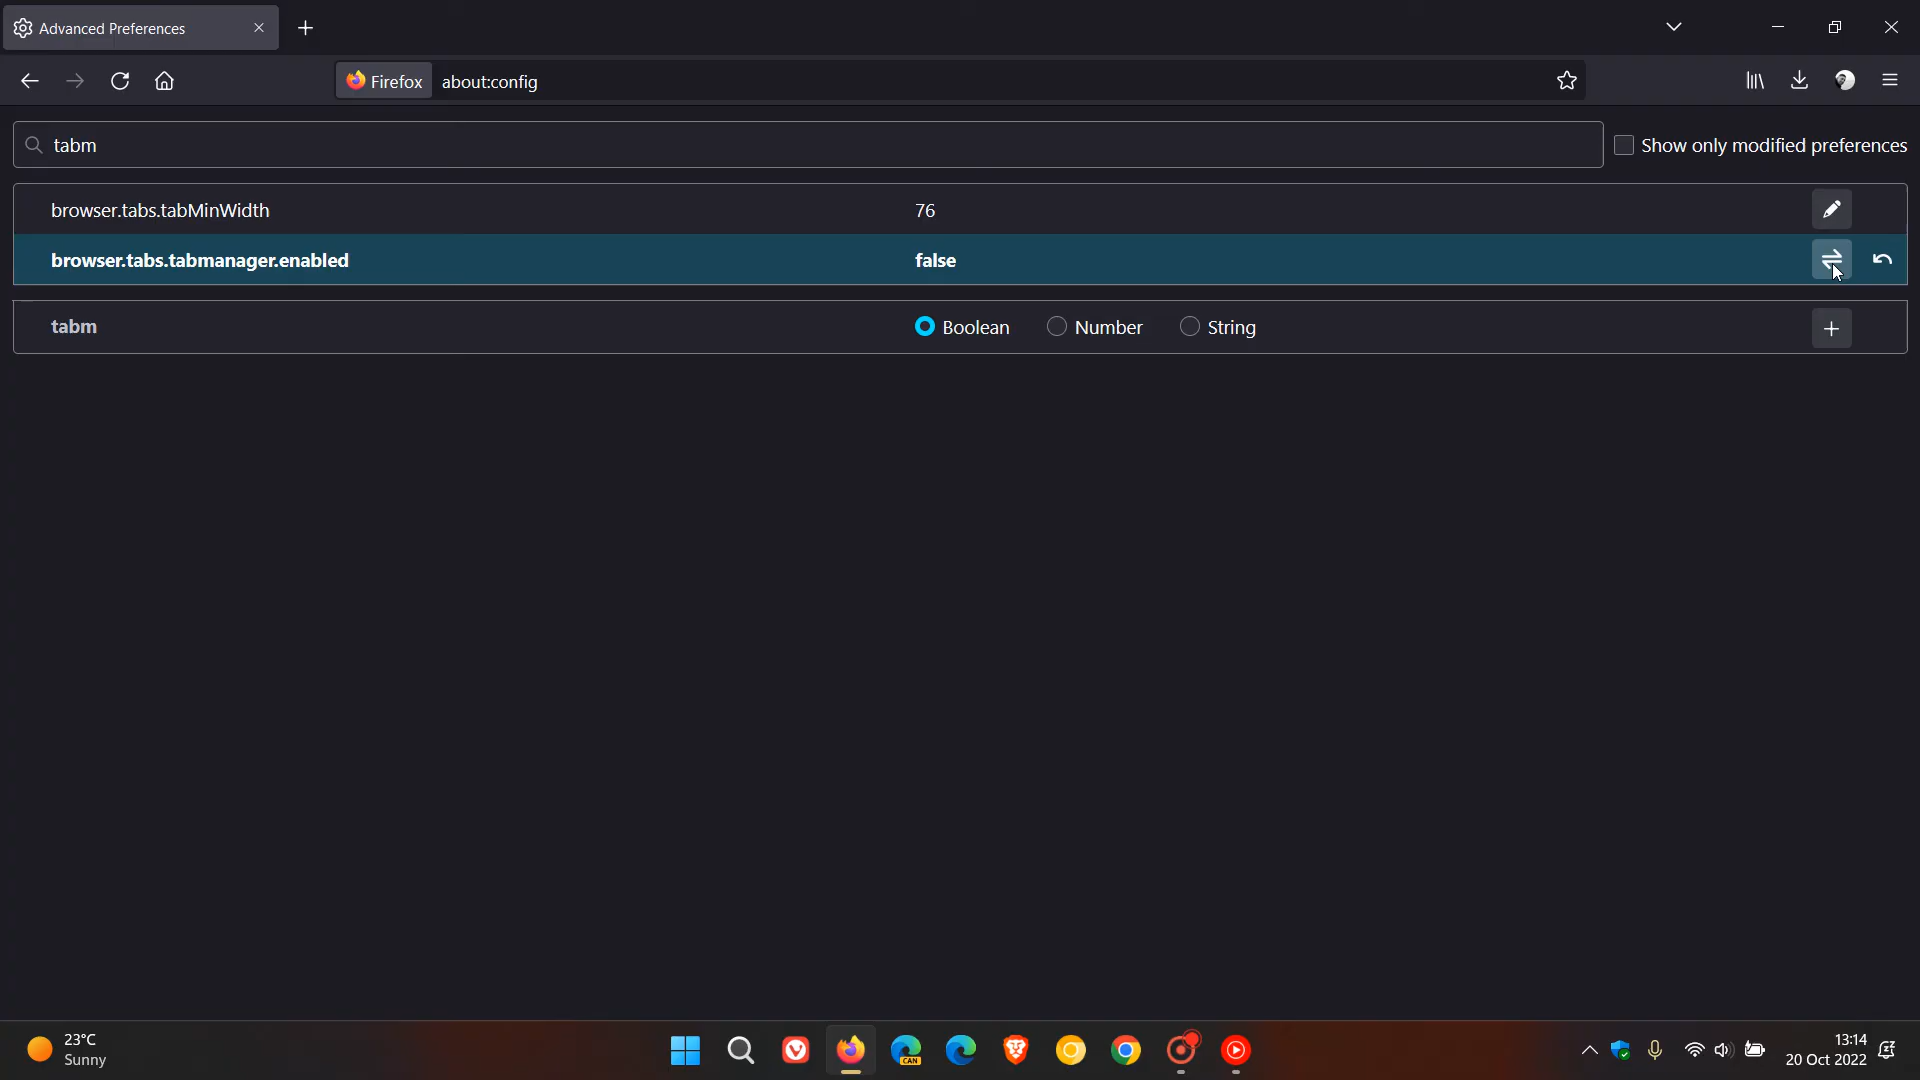 Advanced Preferences
Firefox about:config
tabm
Show only modified preferences
browser.tabs.tabMinWidth 76
browser.tabs.tabmanager.enabled false
tabm Boolean Number String
23°C
Sunny
CAN
13:14
20 Oct 2022